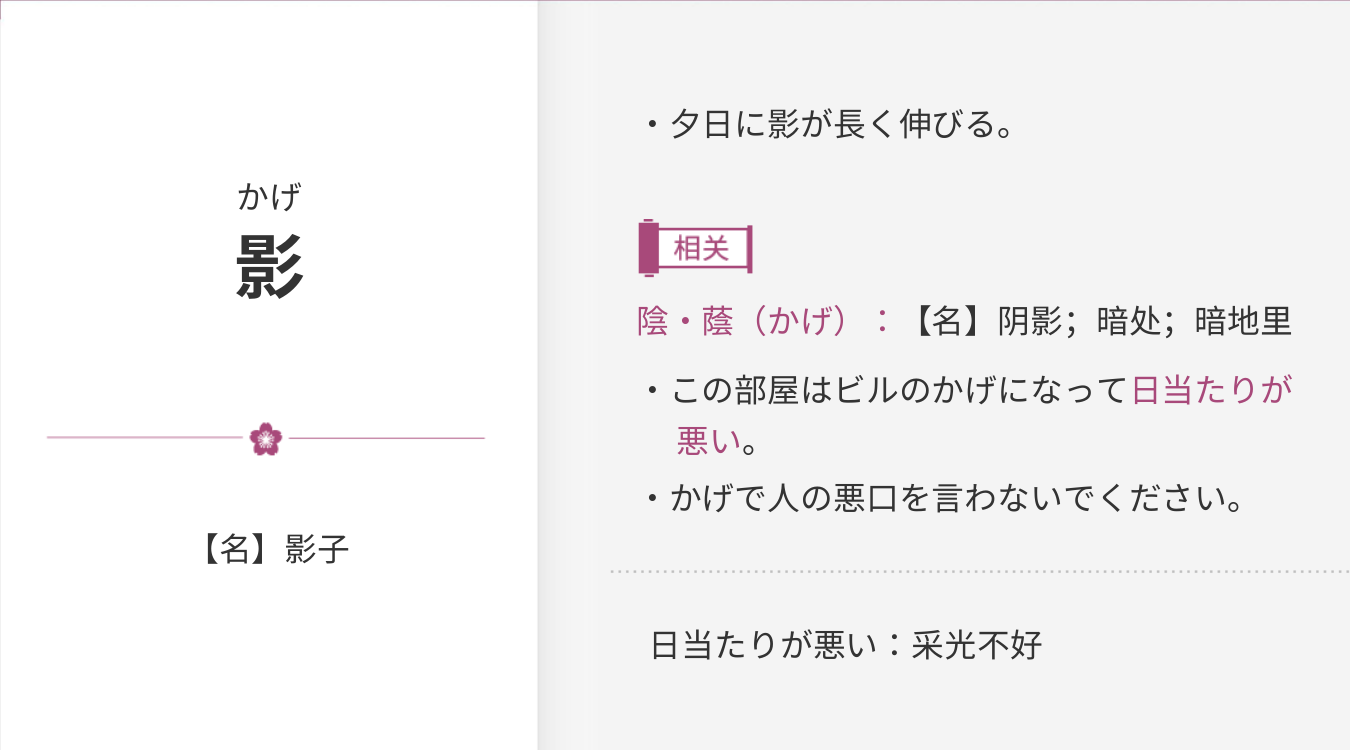 かげ
影
【名】影子
・夕日に影が長く伸びる。
相关
陰・蔭（かげ）：【名】阴影；暗处；暗地里
・この部屋はビルのかげになって日当たりが
悪い。
・かげで人の悪口を言わないでください。
日当たりが悪い：采光不好